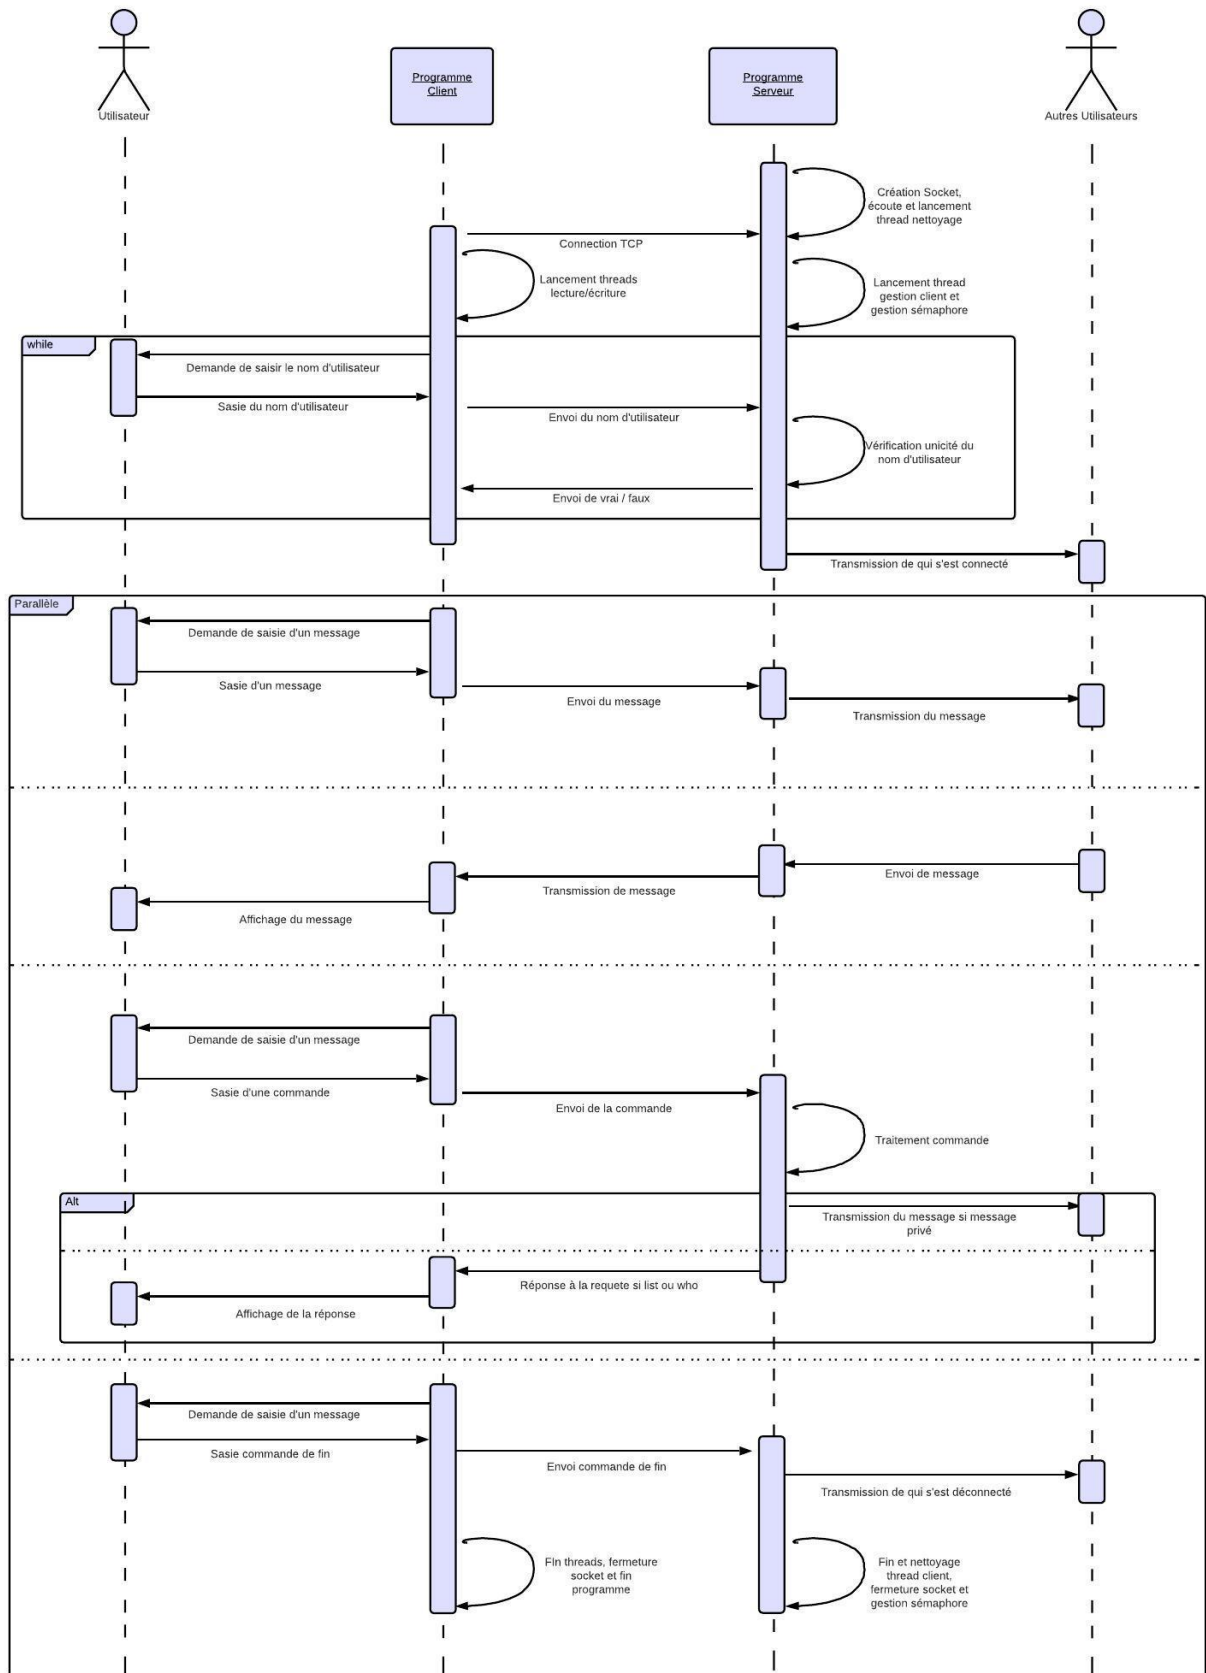 Utilisateur
Programme
Client
Programme
Serveur
Autres Utilisateurs
Création Socket,
écoute et lancement
thread nettoyage
Connection TCP
Lancement threads
lecture/écriture
Lancement thread
gestion client et
gestion sémaphore
while
Demande de saisir le nom d'utilisateur
Sasie du nom d'utilisateur
Envoi du nom d'utilisateur
Vérification unicité du
nom d'utilisateur
Envoi de vrai / faux
Transmission de qui s'est connecté
Parallèle
Demande de saisie d'un message
Sasie d'un message
Envoi du message
Transmission du message
Envoi de message
Transmission de message
Affichage du message
Demande de saisie d'un message
Sasie d'une commande
Envoi de la commande
Traitement commande
Alt
Transmission du message si message
privé
Réponse à la requete si list ou who
Affichage de la réponse
Demande de saisie d'un message
Sasie commande de fin
Envoi commande de fin
Transmission de qui s'est déconnecté
FIn threads, fermeture
socket et fin
programme
Fin et nettoyage
thread client,
fermeture socket et
gestion sémaphore